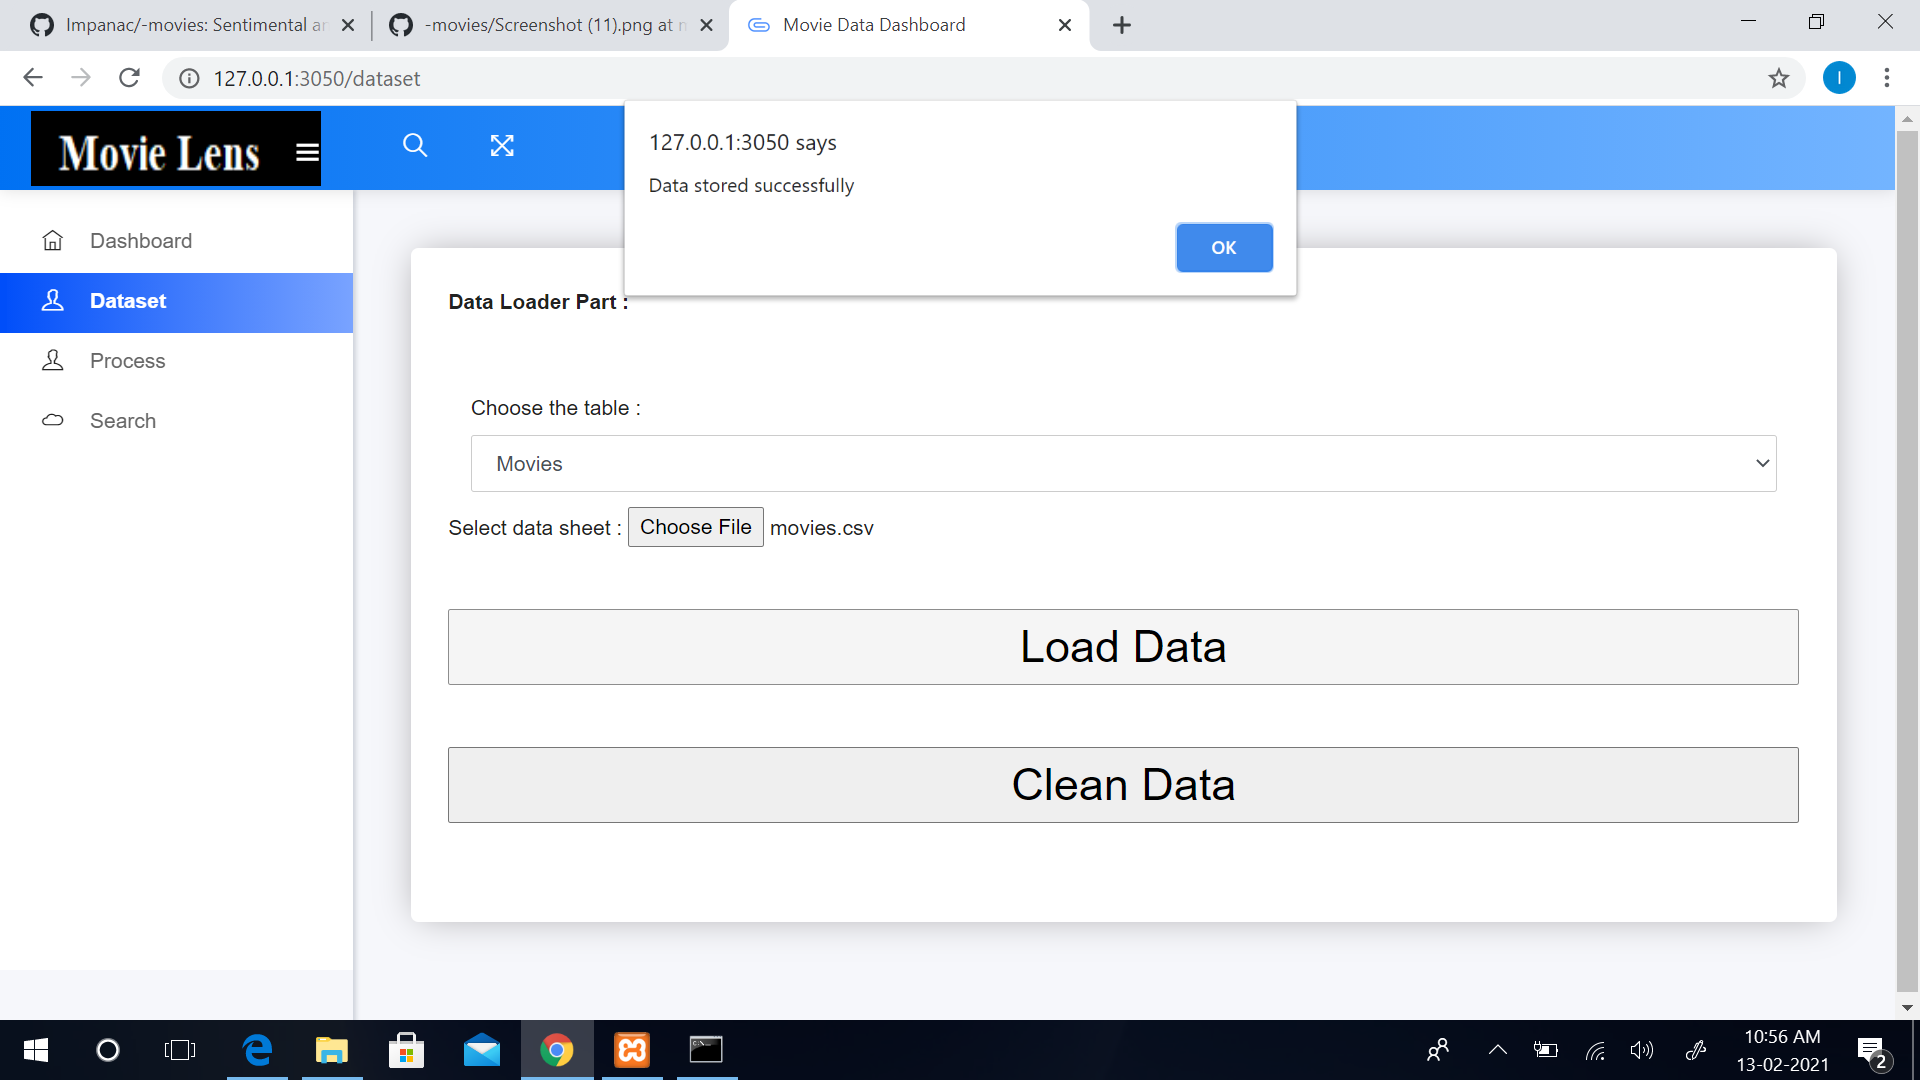 Impanac/-movies: Sentimental an
-movies/Screenshot (11).png at m
Movie Data Dashboard
127.0.0.1:3050/dataset
I
Movie Lens
127.0.0.1:3050 says
Data stored successfully
OK
Dashboard
Dataset
Process
Search
Data Loader Part :
Choose the table :
Movies
Select data sheet : Choose File movies.csv
Load Data
Clean Data
10:56 AM
13-02-2021
2